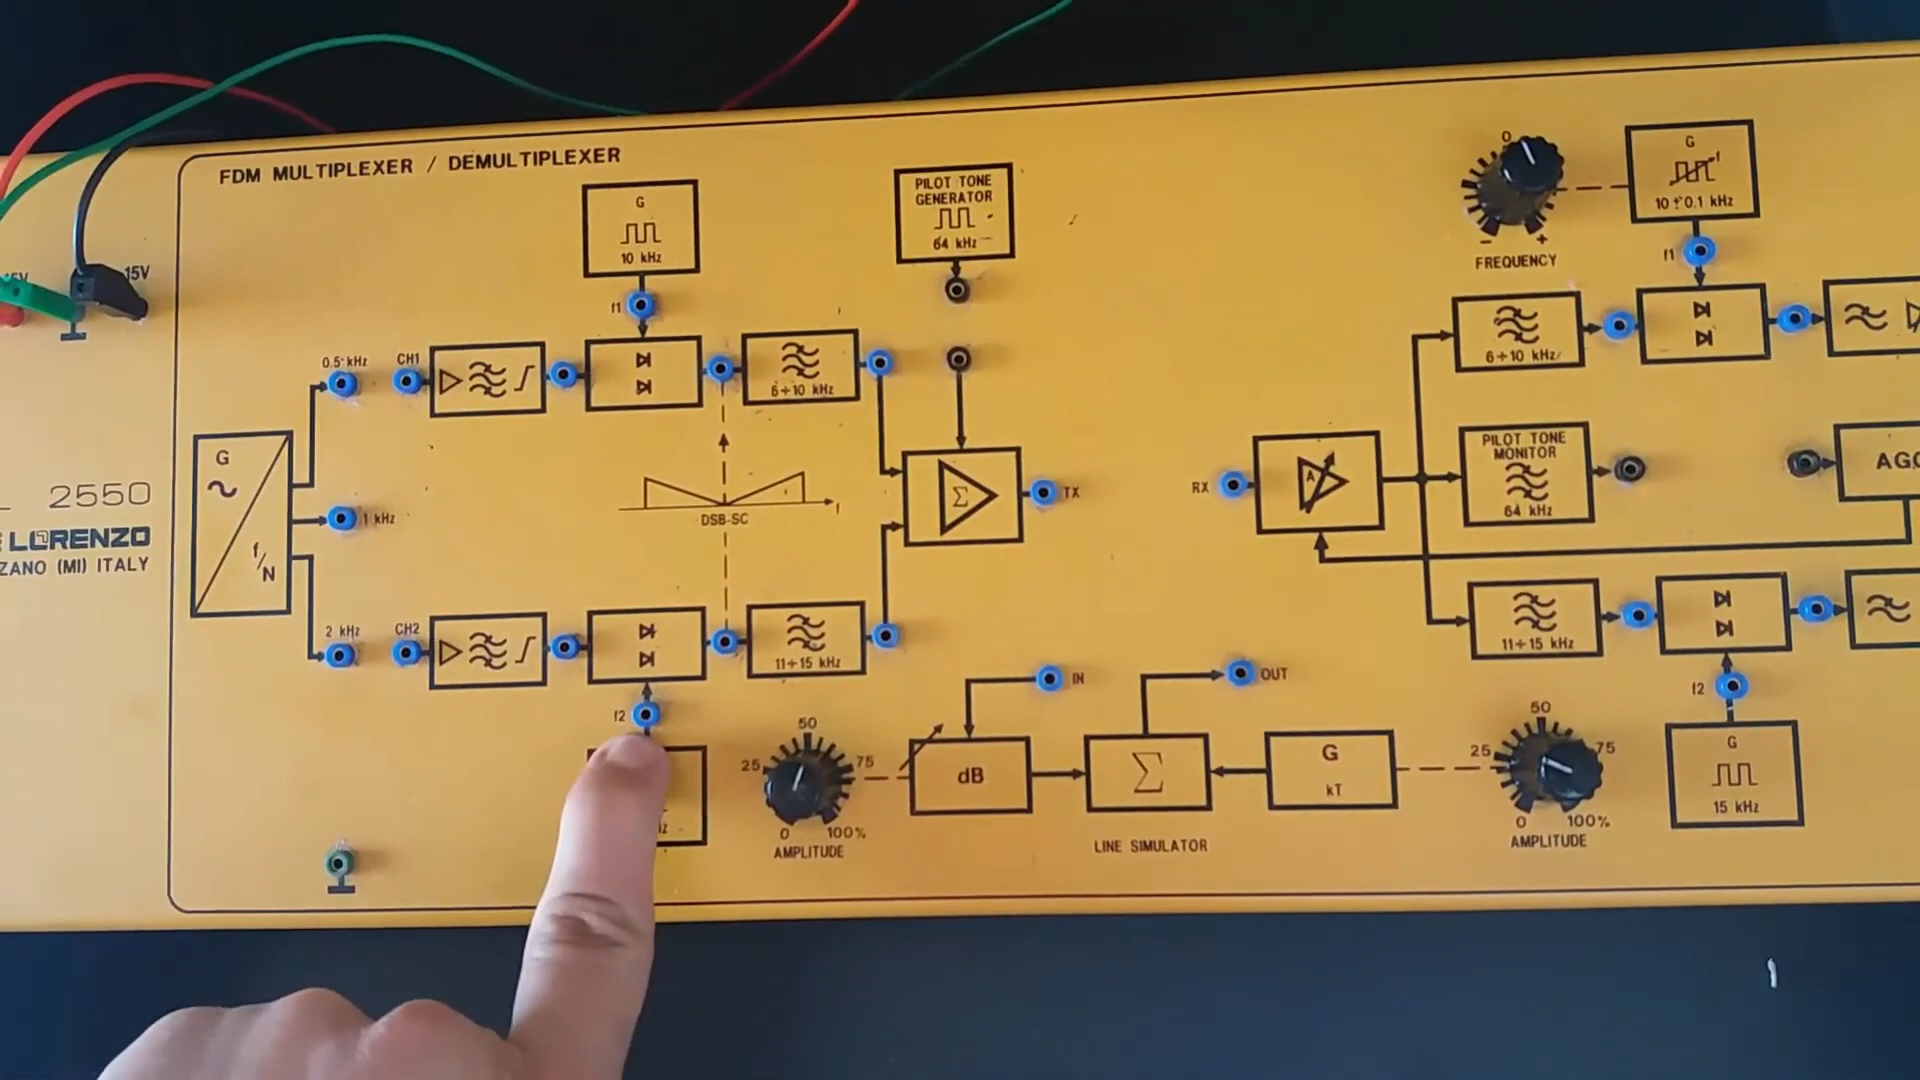 FDM MULTIPLEXER / DEMULTIPLEXER
15V
2550
LORENZO
(MI) ITALY
G
10 kHz
f1
PILOT TONE
GENERATOR
64 kHz
0
FREQUENCY
- +
G
f
10 ± 0.1 kHz
f1
0.5 kHz
CH1
6÷10 kHz
6÷10 kHz
G
f/N
1 kHz
DSB-SC
f
Σ
TX
RX
A
PILOT TONE
MONITOR
64 kHz
AGC
2 kHz
CH2
11÷15 kHz
11÷15 kHz
f2
IN
OUT
f2
0
25
50
75
100%
AMPLITUDE
dB
Σ
LINE SIMULATOR
G
kT
0
25
50
75
100%
AMPLITUDE
G
15 kHz